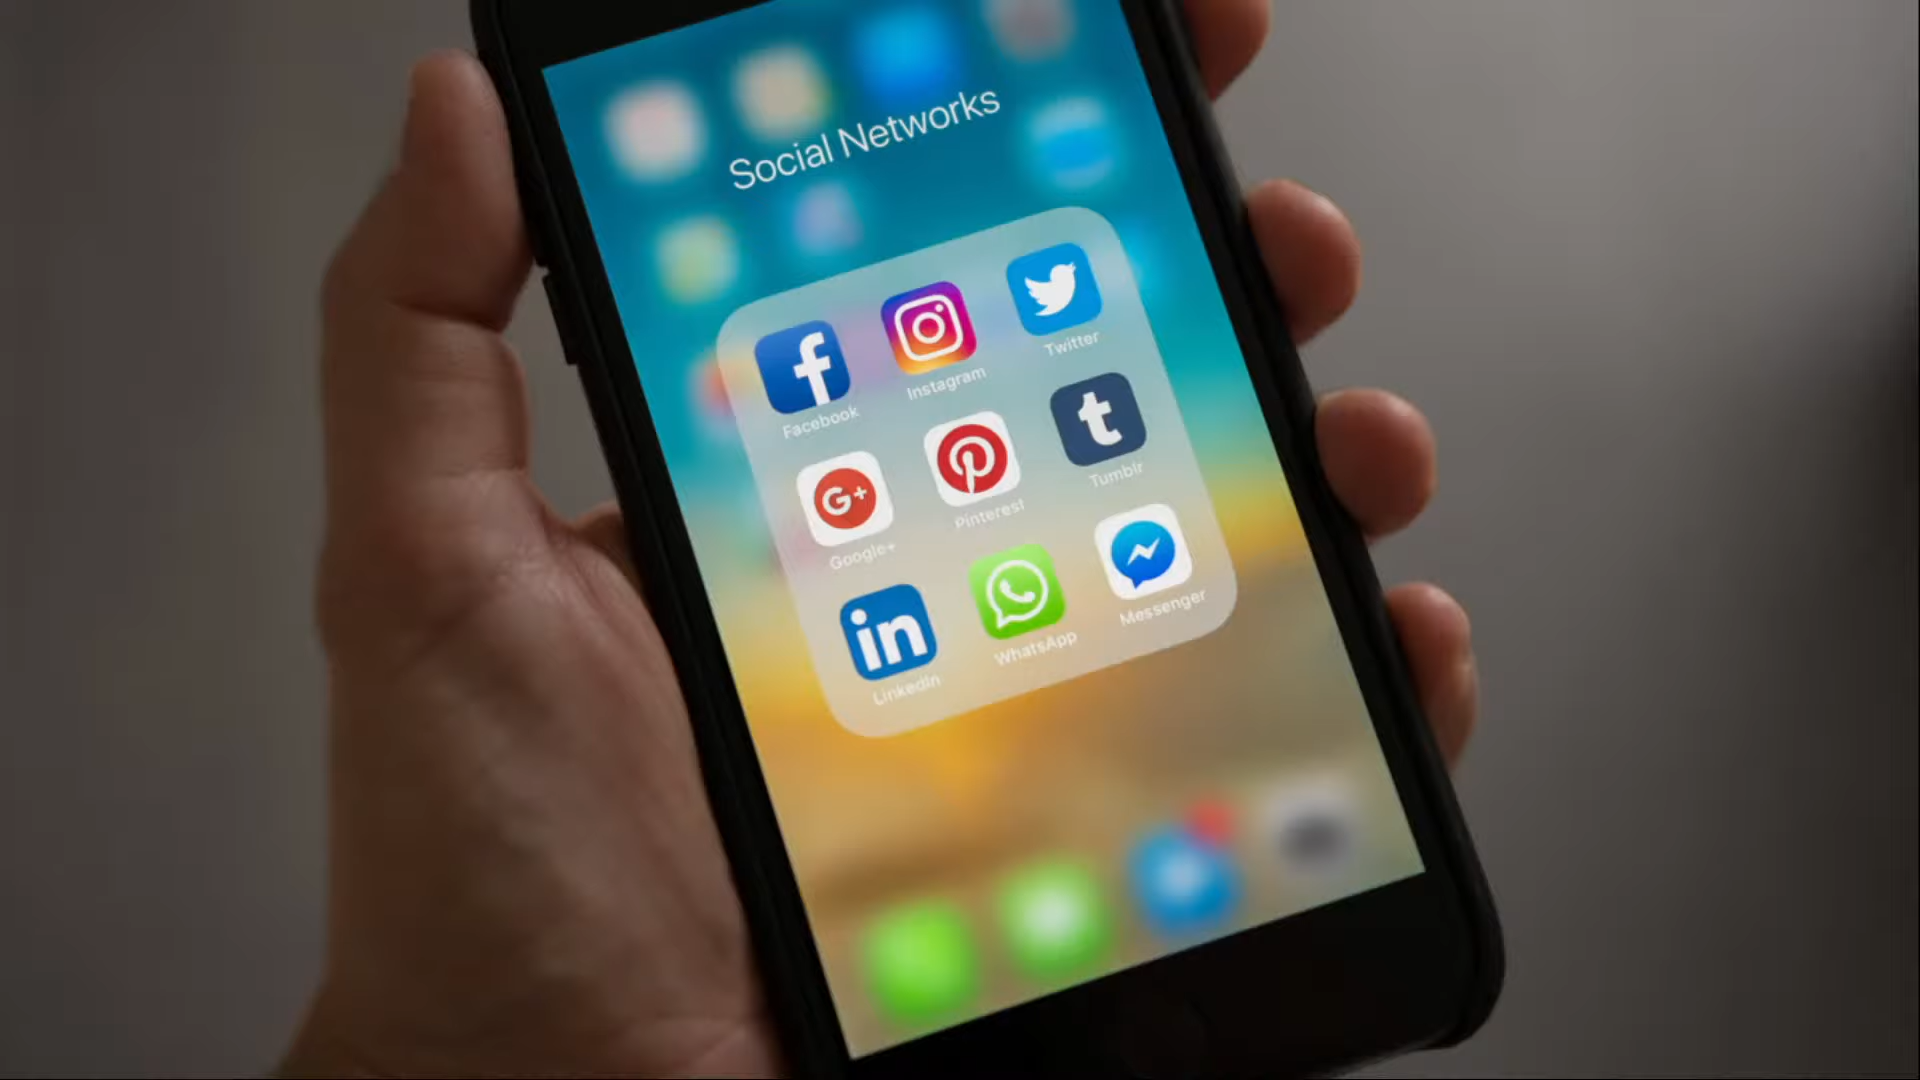 Social Networks
Facebook
Instagram
Twitter
Google+
Pinterest
Tumblr
LinkedIn
WhatsApp
Messenger